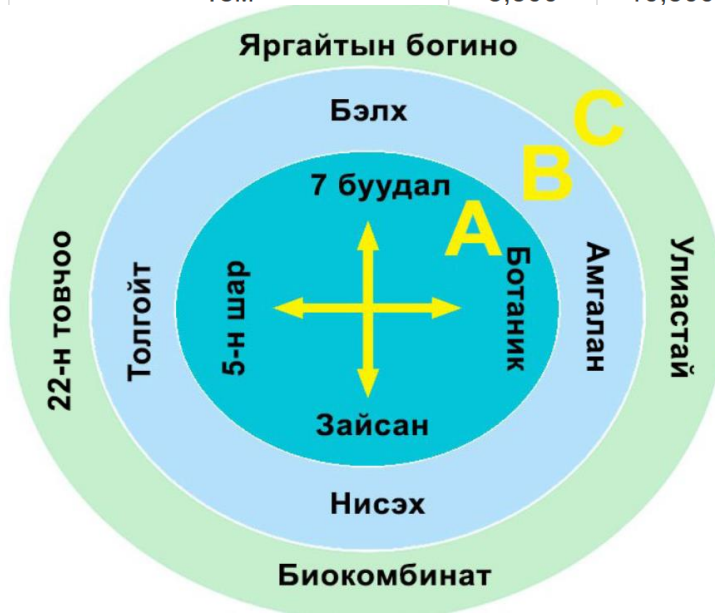 Яргайтын богино
C
Бэлх
B
7 буудал
A
22-н товчоо
Толгойт
5-н шар
Ботаник
Амгалан
Улиастай
Зайсан
Нисэх
Биокомбинат